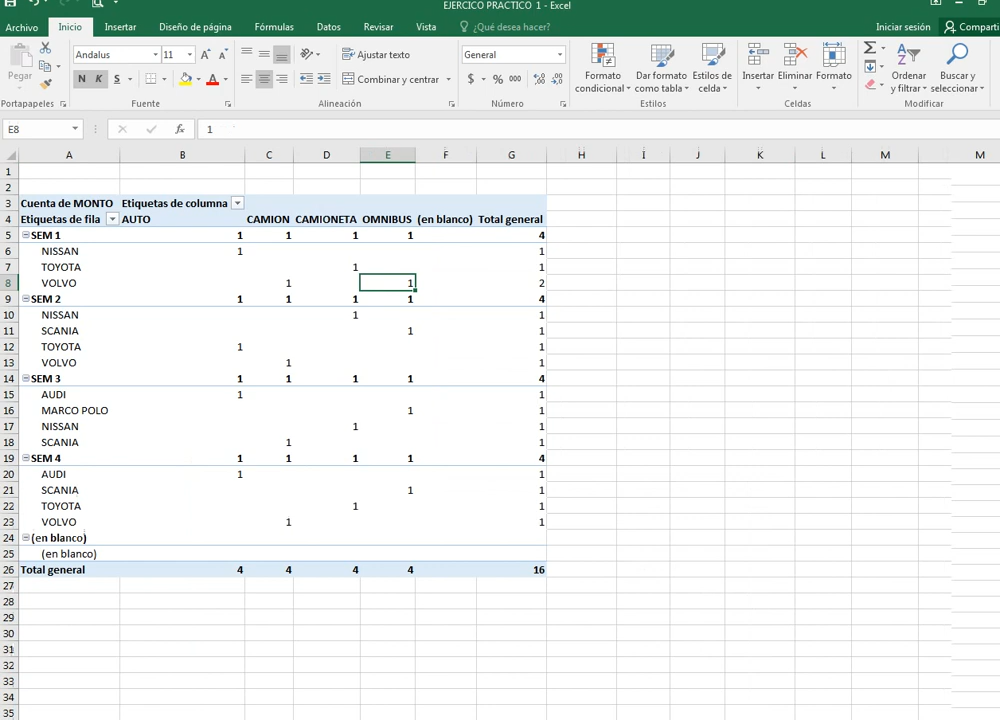 EJERCICO PRACTICO 1 - Excel
Archivo Inicio Insertar Diseño de página Fórmulas Datos Revisar Vista ¿Qué desea hacer? Iniciar sesión Comparti
Pegar Andalus 11 Ajustar texto General Formato condicional Dar formato como tabla Estilos de celda Insertar Eliminar Formato Ordenar y filtrar Buscar y seleccionar
N K S Combinar y centrar $ % 000
Portapapeles Fuente Alineación Número Estilos Celdas Modificar
E8 fx 1
A B C D E F G H I J K L M M
1
2
3 Cuenta de MONTO Etiquetas de columna
4 Etiquetas de fila AUTO CAMION CAMIONETA OMNIBUS (en blanco) Total general
5 SEM 1 1 1 1 1 4
6 NISSAN 1 1
7 TOYOTA 1 1
8 VOLVO 1 1 2
9 SEM 2 1 1 1 1 4
10 NISSAN 1 1
11 SCANIA 1 1
12 TOYOTA 1 1
13 VOLVO 1 1
14 SEM 3 1 1 1 1 4
15 AUDI 1 1
16 MARCO POLO 1 1
17 NISSAN 1 1
18 SCANIA 1 1
19 SEM 4 1 1 1 1 4
20 AUDI 1 1
21 SCANIA 1 1
22 TOYOTA 1 1
23 VOLVO 1 1
24 (en blanco)
25 (en blanco)
26 Total general 4 4 4 4 16
27
28
29
30
31
32
33
34
35